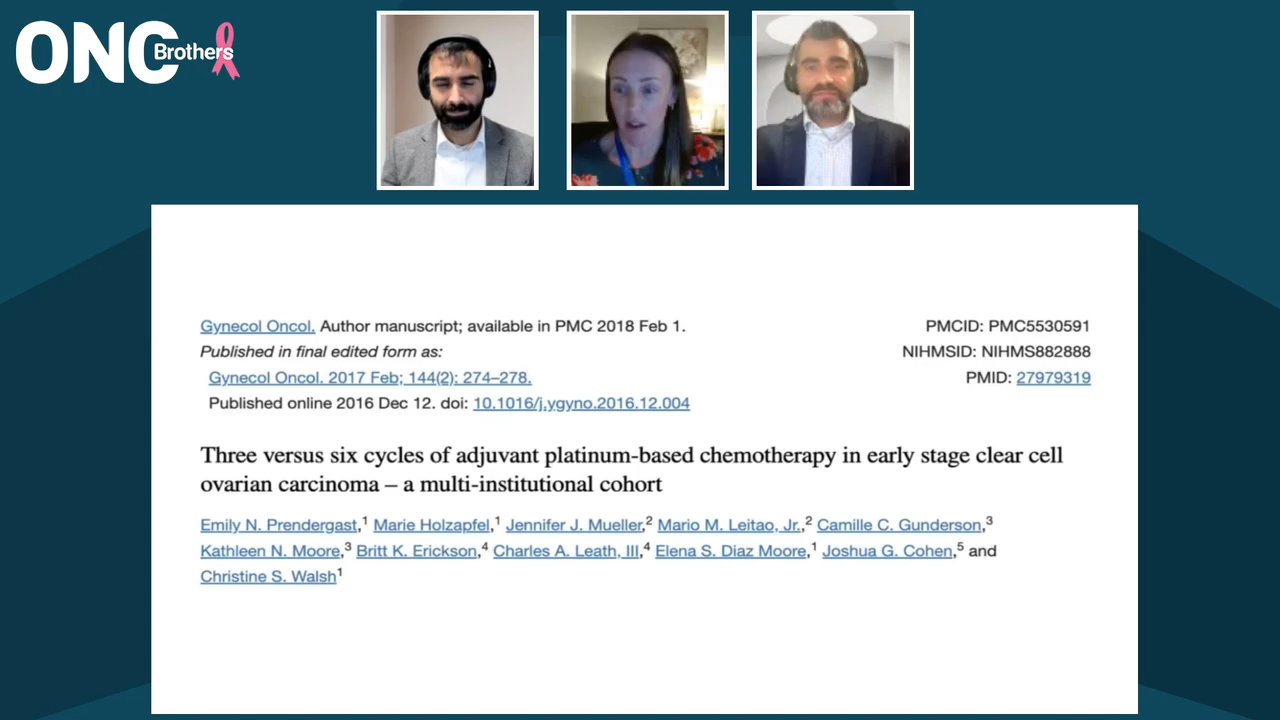 ONC Brothers
Gynecol Oncol. Author manuscript; available in PMC 2018 Feb 1.
PMCID: PMC5530591
Published in final edited form as:
NIHMSID: NIHMS882888
Gynecol Oncol. 2017 Feb; 144(2): 274–278.
PMID: 27979319
Published online 2016 Dec 12. doi: 10.1016/j.ygyno.2016.12.004
Three versus six cycles of adjuvant platinum-based chemotherapy in early stage clear cell
ovarian carcinoma – a multi-institutional cohort
Emily N. Prendergast,1 Marie Holzapfel,1 Jennifer J. Mueller,2 Mario M. Leitao, Jr.,2 Camille C. Gunderson,3
Kathleen N. Moore,3 Britt K. Erickson,4 Charles A. Leath, III,4 Elena S. Diaz Moore,1 Joshua G. Cohen,5 and
Christine S. Walsh1